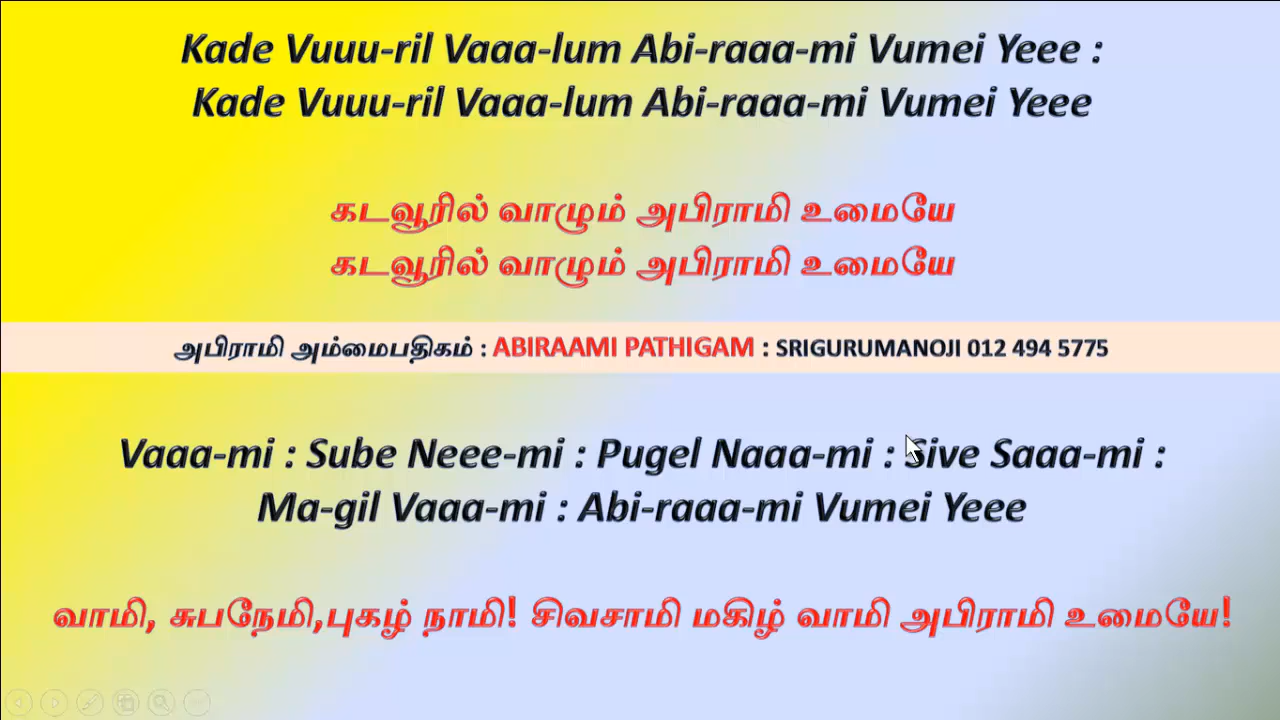 Kade Vuuu-ril Vaaa-lum Abi-raaa-mi Vumei Yeee :
Kade Vuuu-ril Vaaa-lum Abi-raaa-mi Vumei Yeee
கடவூரில் வாழும் அபிராமி உமையே
கடவூரில் வாழும் அபிராமி உமையே
அபிராமி அம்மைபதிகம் : ABIRAAMI PATHIGAM : SRIGURUMANOJI 012 494 5775
Vaaa-mi : Sube Neee-mi : Pugel Naaa-mi : Sive Saaa-mi :
Ma-gil Vaaa-mi : Abi-raaa-mi Vumei Yeee
வாமி, சுபநேமி,புகழ் நாமி! சிவசாமி மகிழ் வாமி அபிராமி உமையே!